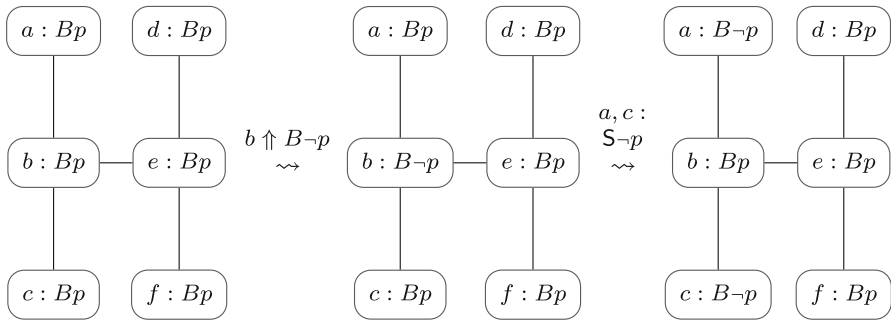 a : Bp d : Bp a : Bp d : Bp a : B¬p d : Bp
a, c :
b ⇑ B¬p S¬p
b : Bp e : Bp ⇝ b : B¬p e : Bp ⇝ b : Bp e : Bp
c : Bp f : Bp c : Bp f : Bp c : B¬p f : Bp